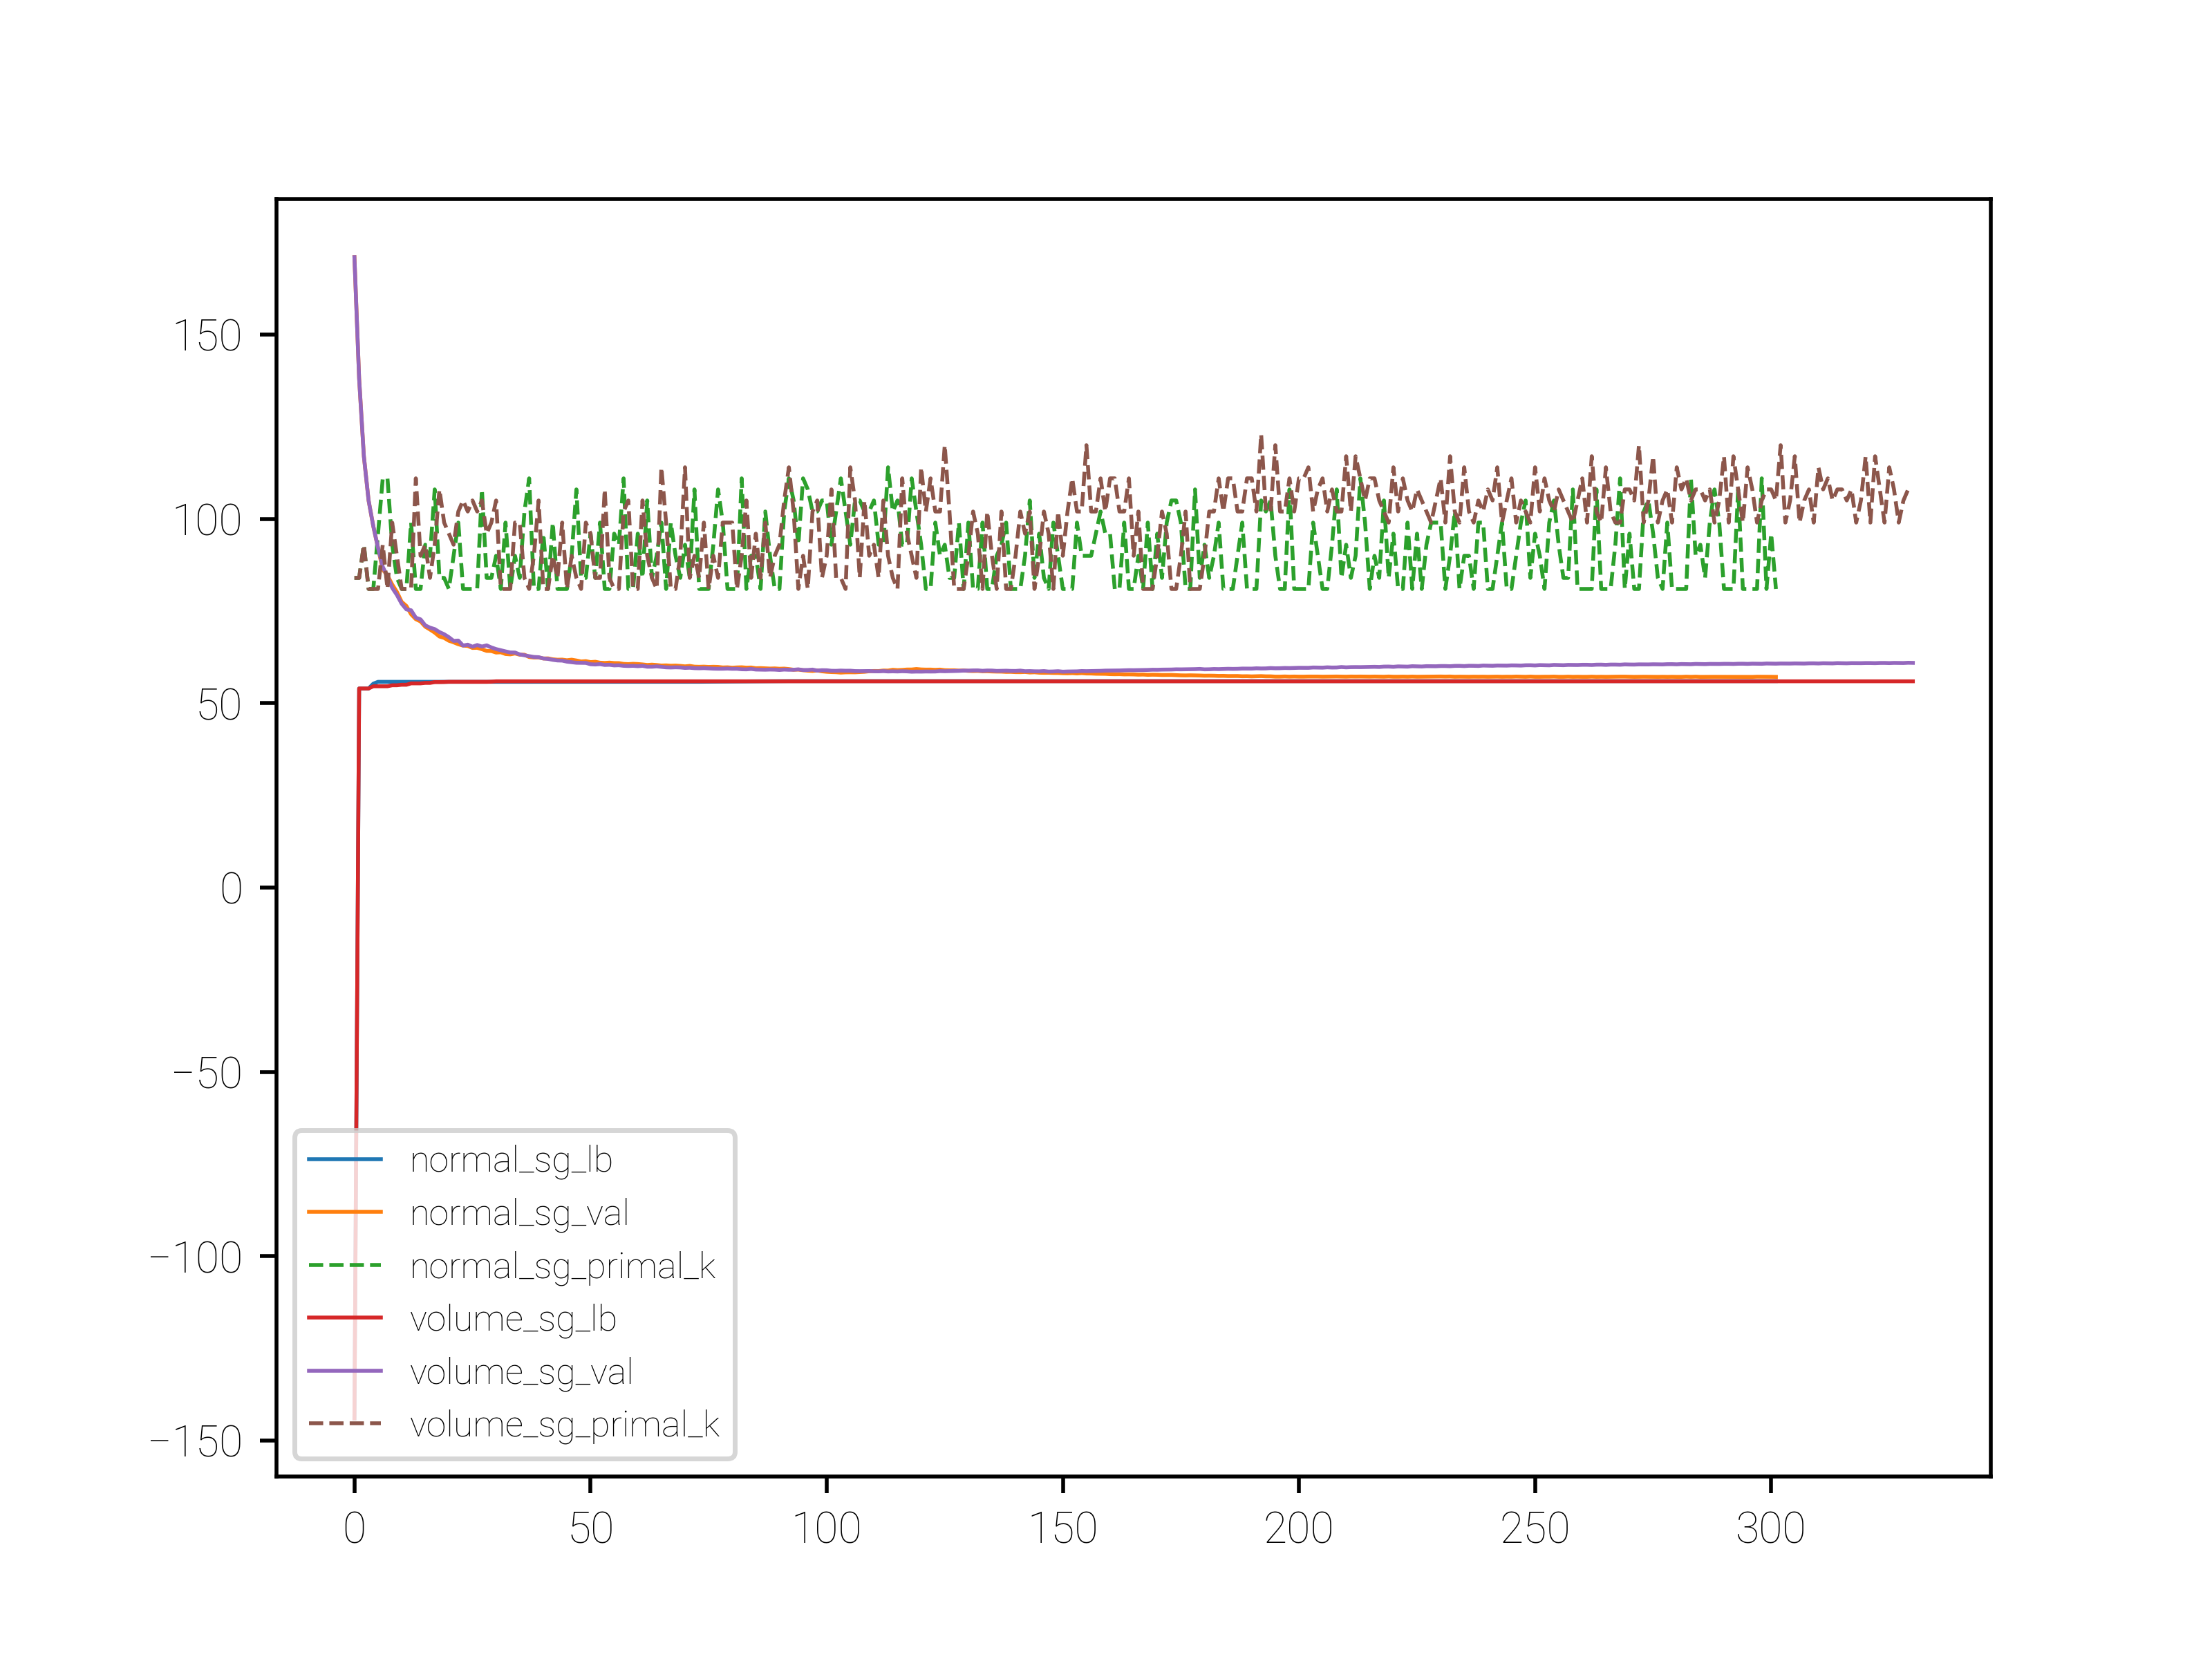 150
100
50
0
−50
−100
−150
normal_sg_lb
normal_sg_val
normal_sg_primal_k
volume_sg_lb
volume_sg_val
volume_sg_primal_k
0 50 100 150 200 250 300